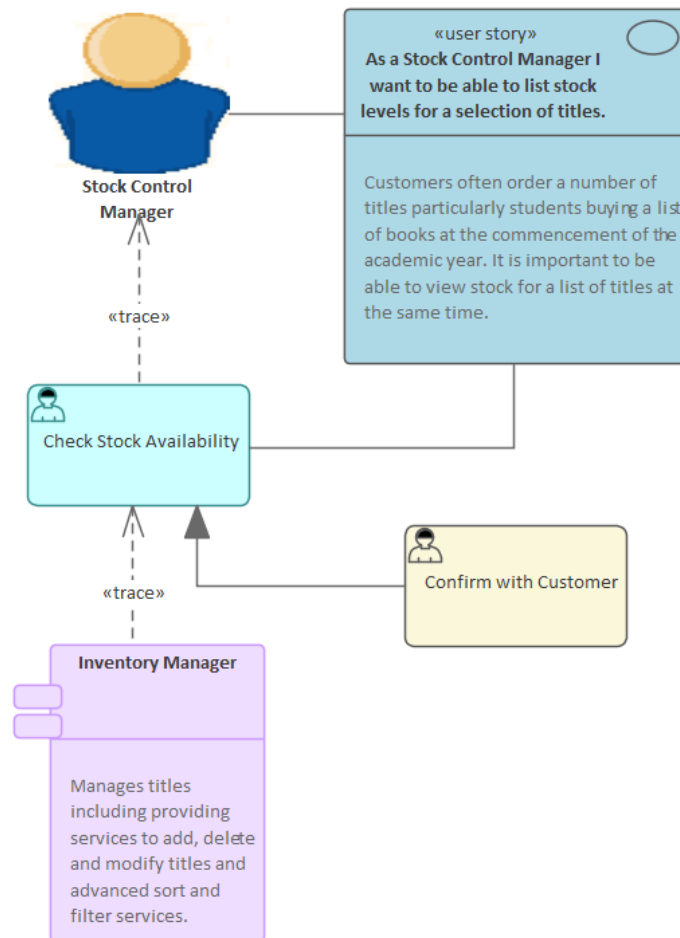 «user story»
As a Stock Control Manager I
want to be able to list stock
levels for a selection of titles.
Customers often order a number of
titles particularly students buying a list
of books at the commencement of the
academic year. It is important to be
able to view stock for a list of titles at
the same time.
Stock Control
Manager
«trace»
Check Stock Availability
Confirm with Customer
«trace»
Inventory Manager
Manages titles
including providing
services to add, delete
and modify titles and
advanced sort and
filter services.